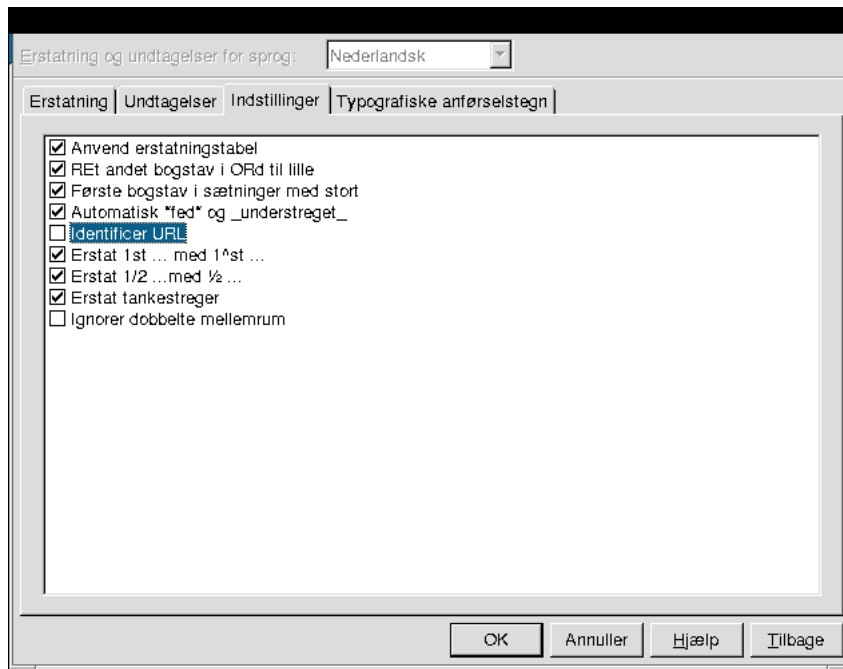 Erstatning og undtagelser for sprog: Nederlandsk
Erstatning Undtagelser Indstillinger Typografiske anførselstegn
Anvend erstatningstabel
REt andet bogstav i ORd til lille
Første bogstav i sætninger med stort
Automatisk *fed* og _understreget_
Identificer URL
Erstat 1st ... med 1^st ...
Erstat 1/2 ...med ½ ...
Erstat tankestreger
Ignorer dobbelte mellemrum
OK Annuller Hjælp Tilbage